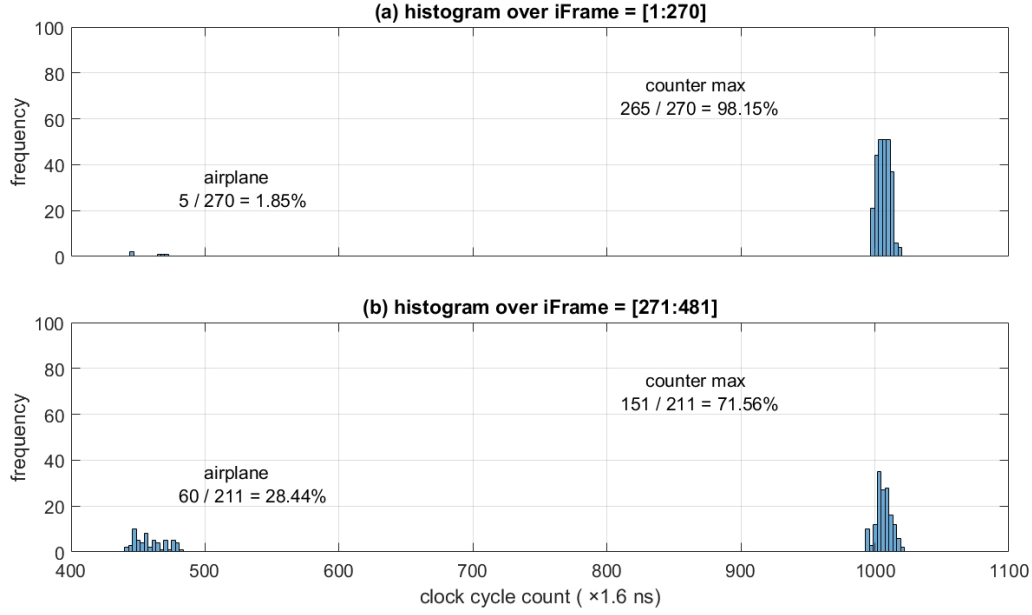 (a) histogram over iFrame = [1:270]
100
80
60
40
20
0
frequency
counter max
265 / 270 = 98.15%
airplane
5 / 270 = 1.85%
(b) histogram over iFrame = [271:481]
100
80
60
40
20
0
frequency
counter max
151 / 211 = 71.56%
airplane
60 / 211 = 28.44%
400 500 600 700 800 900 1000 1100
clock cycle count ( ×1.6 ns)